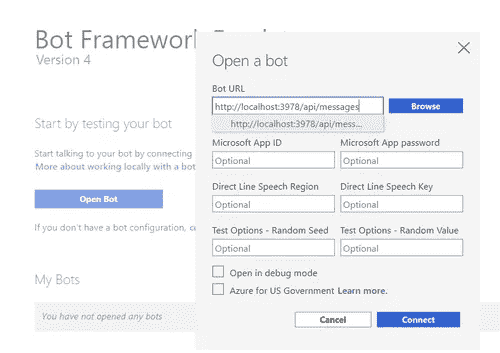 Bot Framework
Version 4
Start by testing your bot
Start talking to your bot by connecting
More about working locally with a bot
Open Bot
If you don't have a bot configuration,
My Bots
You have not opened any bots
Open a bot
Bot URL
http://localhost:3978/api/messages
Browse
http://localhost:3978/api/mess...
Microsoft App ID Microsoft App password
Optional Optional
Direct Line Speech Region Direct Line Speech Key
Optional Optional
Test Options - Random Seed Test Options - Random Value
Optional Optional
Open in debug mode
Azure for US Government Learn more.
Cancel Connect